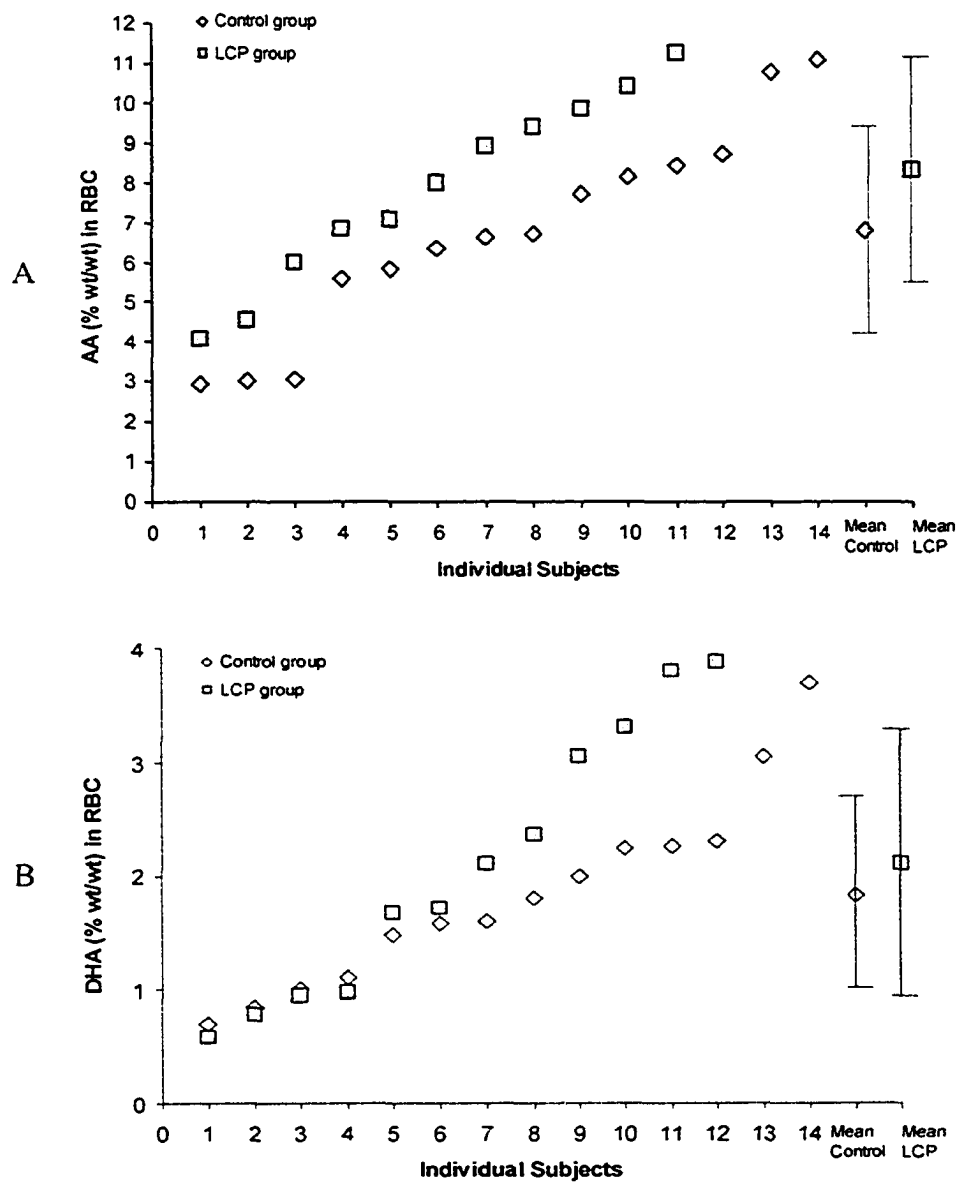 A
AA (% wt/wt) in RBC
12
11
10
9
8
7
6
5
4
3
2
1
0
Control group
LCP group
0 1 2 3 4 5 6 7 8 9 10 11 12 13 14 Mean Control Mean LCP
Individual Subjects
B
DHA (% wt/wt) in RBC
4
3
2
1
0
Control group
LCP group
0 1 2 3 4 5 6 7 8 9 10 11 12 13 14 Mean Control Mean LCP
Individual Subjects